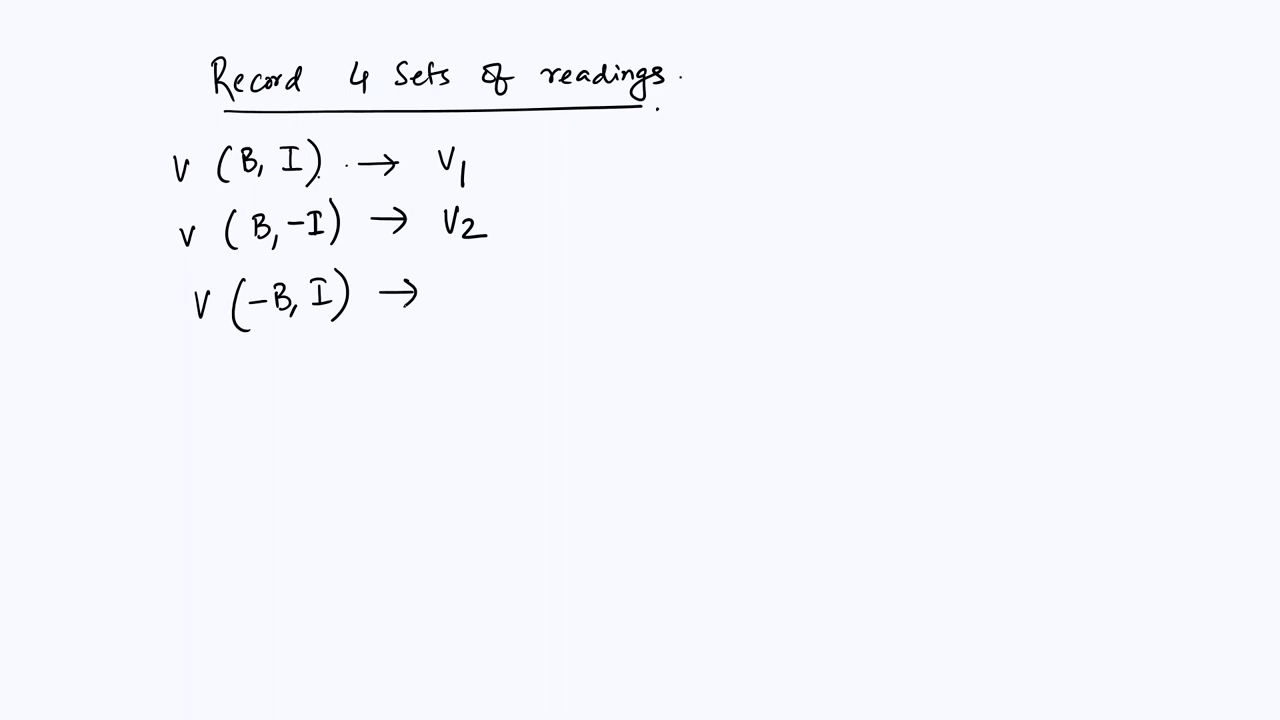 Record 4 Sets of readings.
V (B, I) → V1
V (B, -I) → V2
V (-B, I) →